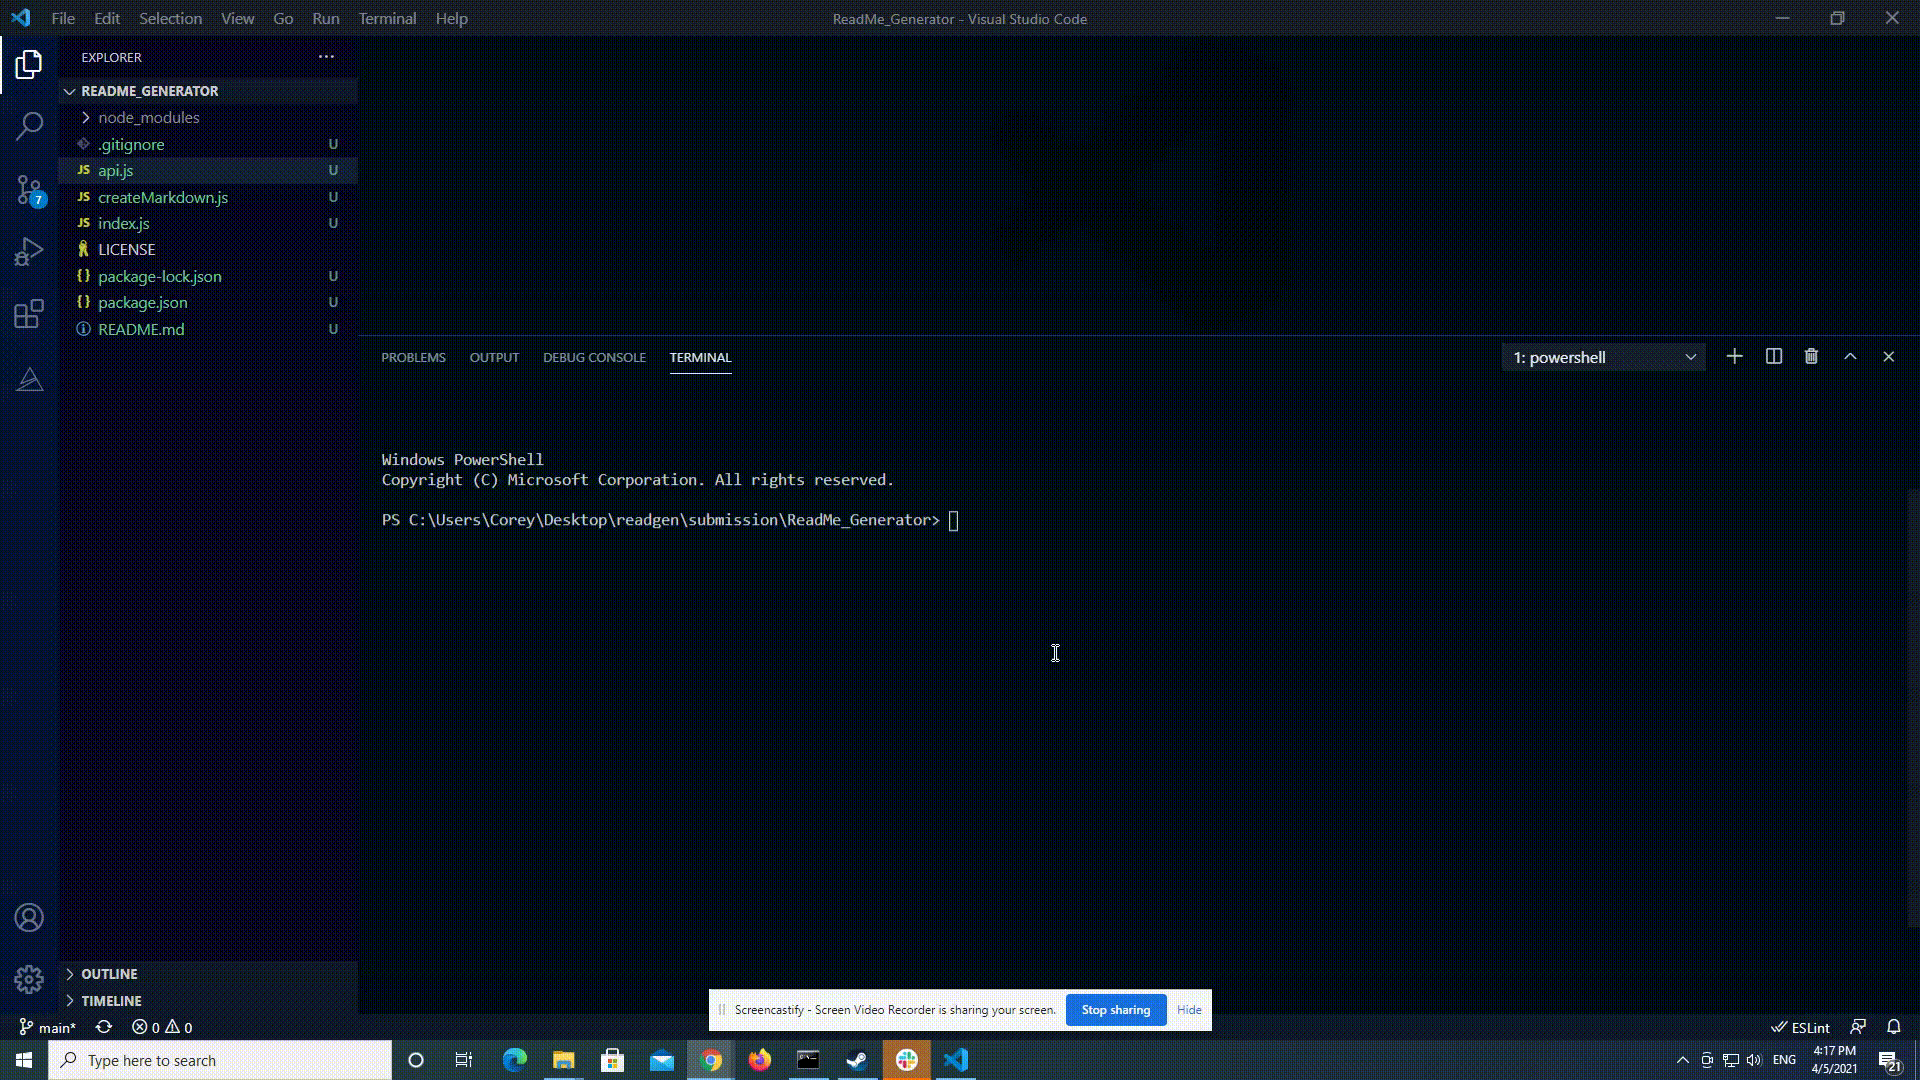 File Edit Selection View Go Run Terminal Help
ReadMe_Generator - Visual Studio Code
EXPLORER
README_GENERATOR
node_modules
.gitignore U
JS api.js U
JS createMarkdown.js U
JS index.js U
LICENSE
{} package-lock.json U
{} package.json U
README.md U
7
PROBLEMS OUTPUT DEBUG CONSOLE TERMINAL
1: powershell
Windows PowerShell
Copyright (C) Microsoft Corporation. All rights reserved.
PS C:\Users\Corey\Desktop\readgen\submission\ReadMe_Generator>
OUTLINE
TIMELINE
Screencastify - Screen Video Recorder is sharing your screen. Stop sharing Hide
main* 0 0
ESLint
Type here to search
ENG
4:17 PM
4/5/2021
21